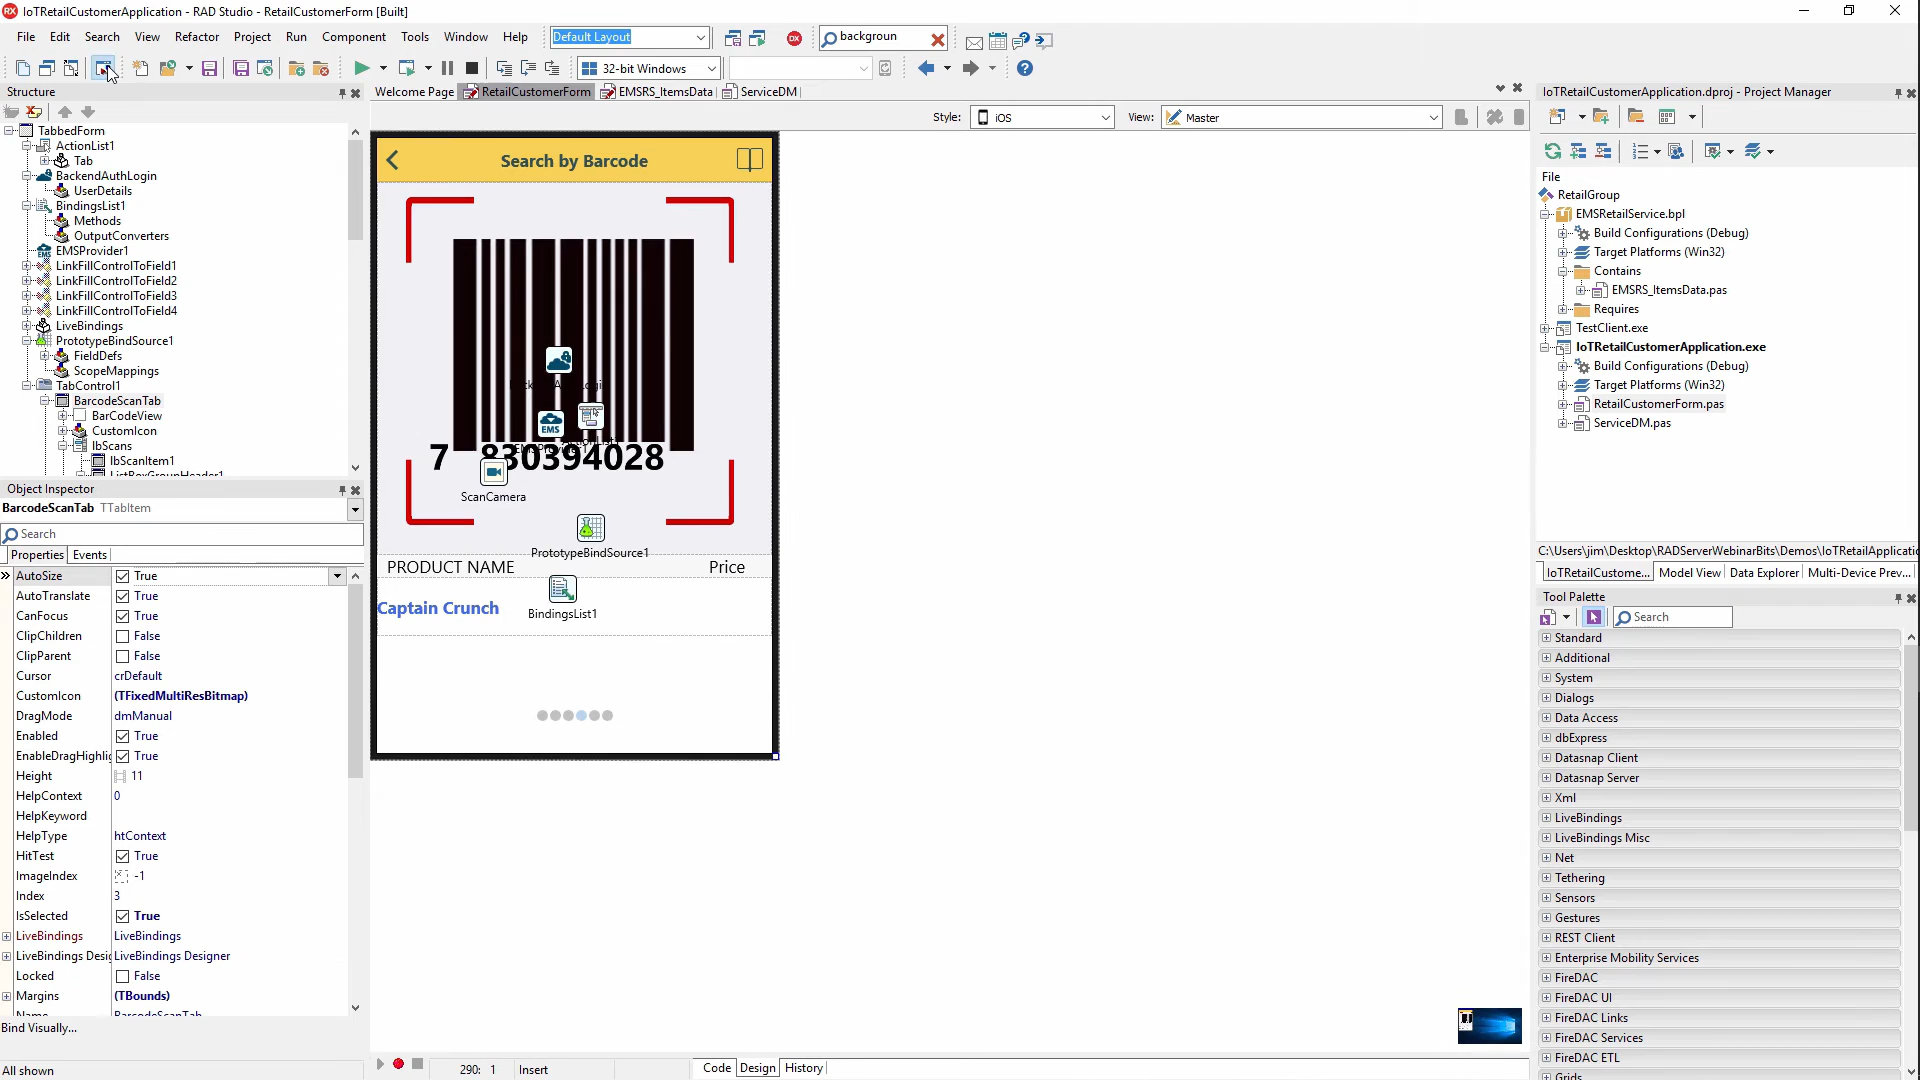 IoTRetailCustomerApplication - RAD Studio - RetailCustomerForm [Built]
File Edit Search View Refactor Project Run Component Tools Window Help Default Layout backgroun
32-bit Windows
Structure
Welcome Page RetailCustomerForm EMSRS_ItemsData ServiceDM
IoTRetailCustomerApplication.dproj - Project Manager
Style: iOS View: Master
TabbedForm
ActionList1
Tab
BackendAuthLogin
UserDetails
BindingsList1
Methods
OutputConverters
EMSProvider1
LinkFillControlToField1
LinkFillControlToField2
LinkFillControlToField3
LinkFillControlToField4
LiveBindings
PrototypeBindSource1
FieldDefs
ScopeMappings
TabControl1
BarcodeScanTab
BarCodeView
CustomIcon
lbScans
lbScanItem1
ListBoxGroupHeader1
Object Inspector
BarcodeScanTab TTabItem
Search
Properties Events
AutoSize True
AutoTranslate True
CanFocus True
ClipChildren False
ClipParent False
Cursor crDefault
CustomIcon (TFixedMultiResBitmap)
DragMode dmManual
Enabled True
EnableDragHighlig True
Height 11
HelpContext 0
HelpKeyword
HelpType htContext
HitTest True
ImageIndex -1
Index 3
IsSelected True
LiveBindings LiveBindings
LiveBindings Desig LiveBindings Designer
Locked False
Margins (TBounds)
Name BarcodeScanTab
Bind Visually...
All shown
Search by Barcode
EMS
7 830394028
ScanCamera
PrototypeBindSource1
PRODUCT NAME Price
Captain Crunch
BindingsList1
290: 1 Insert
Code Design History
File
RetailGroup
EMSRetailService.bpl
Build Configurations (Debug)
Target Platforms (Win32)
Contains
EMSRS_ItemsData.pas
Requires
TestClient.exe
IoTRetailCustomerApplication.exe
Build Configurations (Debug)
Target Platforms (Win32)
RetailCustomerForm.pas
ServiceDM.pas
C:\Users\jim\Desktop\RADServerWebinarBits\Demos\IoTRetailApplicatio
IoTRetailCustome... Model View Data Explorer Multi-Device Prev...
Tool Palette
Search
Standard
Additional
System
Dialogs
Data Access
dbExpress
Datasnap Client
Datasnap Server
Xml
LiveBindings
LiveBindings Misc
Net
Tethering
Sensors
Gestures
REST Client
Enterprise Mobility Services
FireDAC
FireDAC UI
FireDAC Links
FireDAC Services
FireDAC ETL
Grids